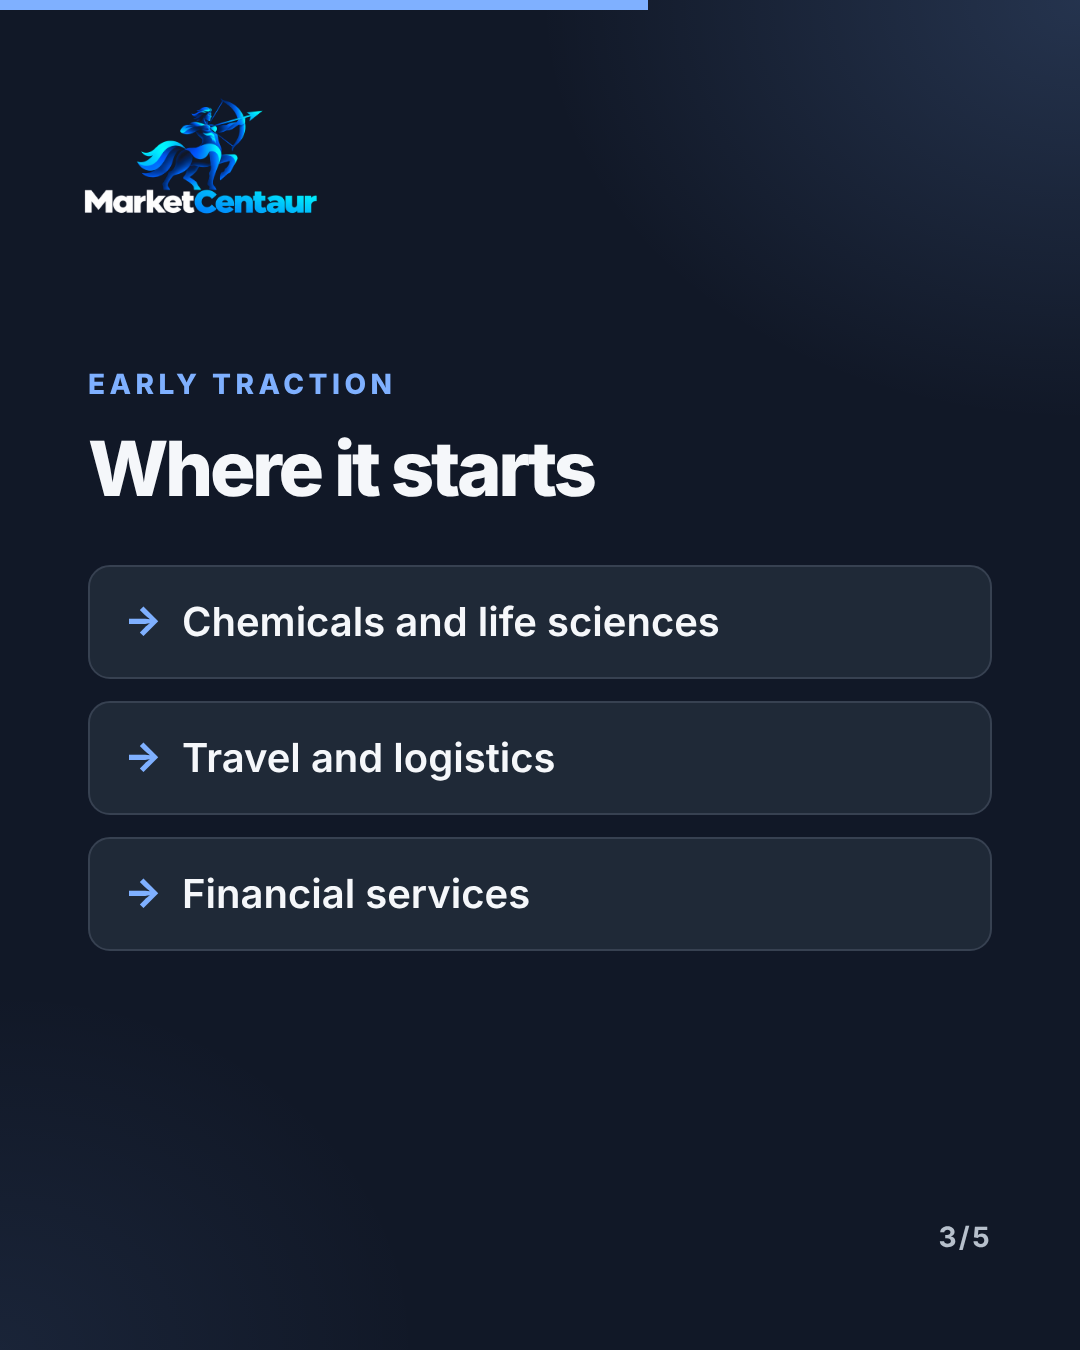 MarketCentaur
EARLY TRACTION
Where it starts
→ Chemicals and life sciences
→ Travel and logistics
→ Financial services
3/5